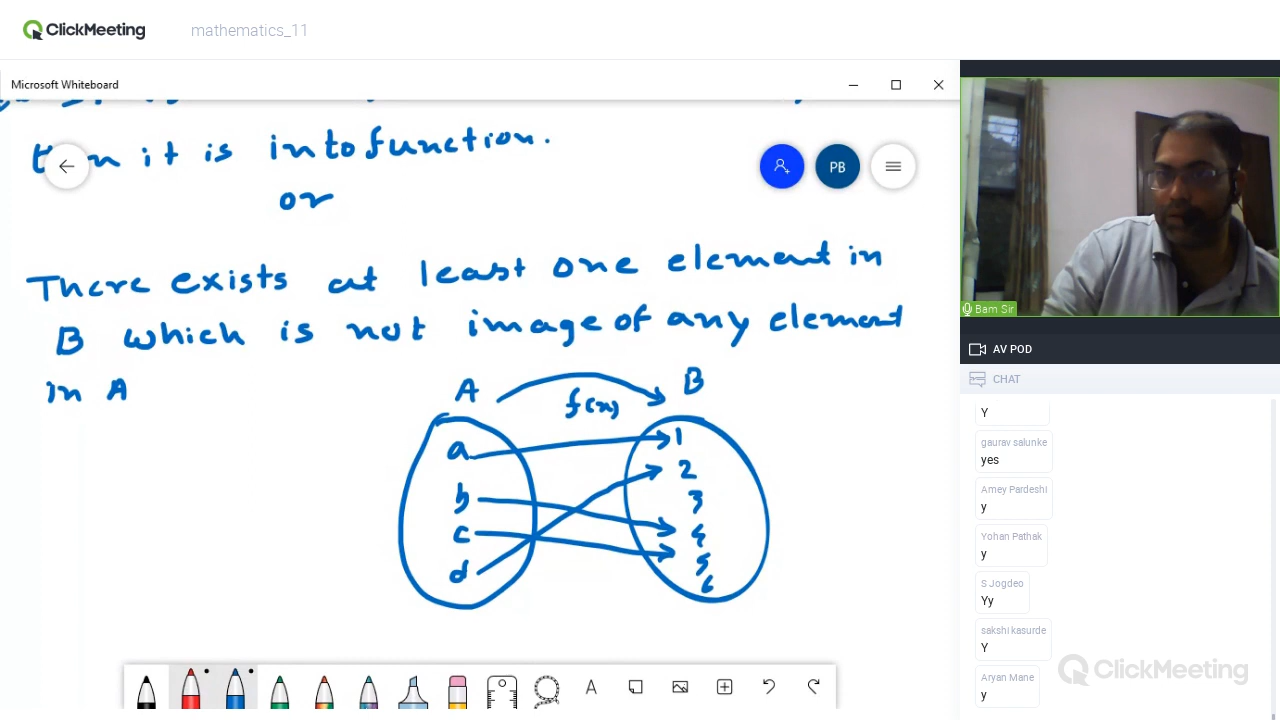 ClickMeeting
mathematics_11
Microsoft Whiteboard
it is into function.
or
PB
There exists at least one element in
B which is not image of any element
in A
A B
f(x)
a 1
2
b 3
c 4
d 5
6
A
Bam Sir
AV POD
CHAT
Y
gaurav salunke
yes
Amey Pardeshi
y
Yohan Pathak
y
S Jogdeo
Yy
sakshi kasurde
Y
Aryan Mane
y
ClickMeeting